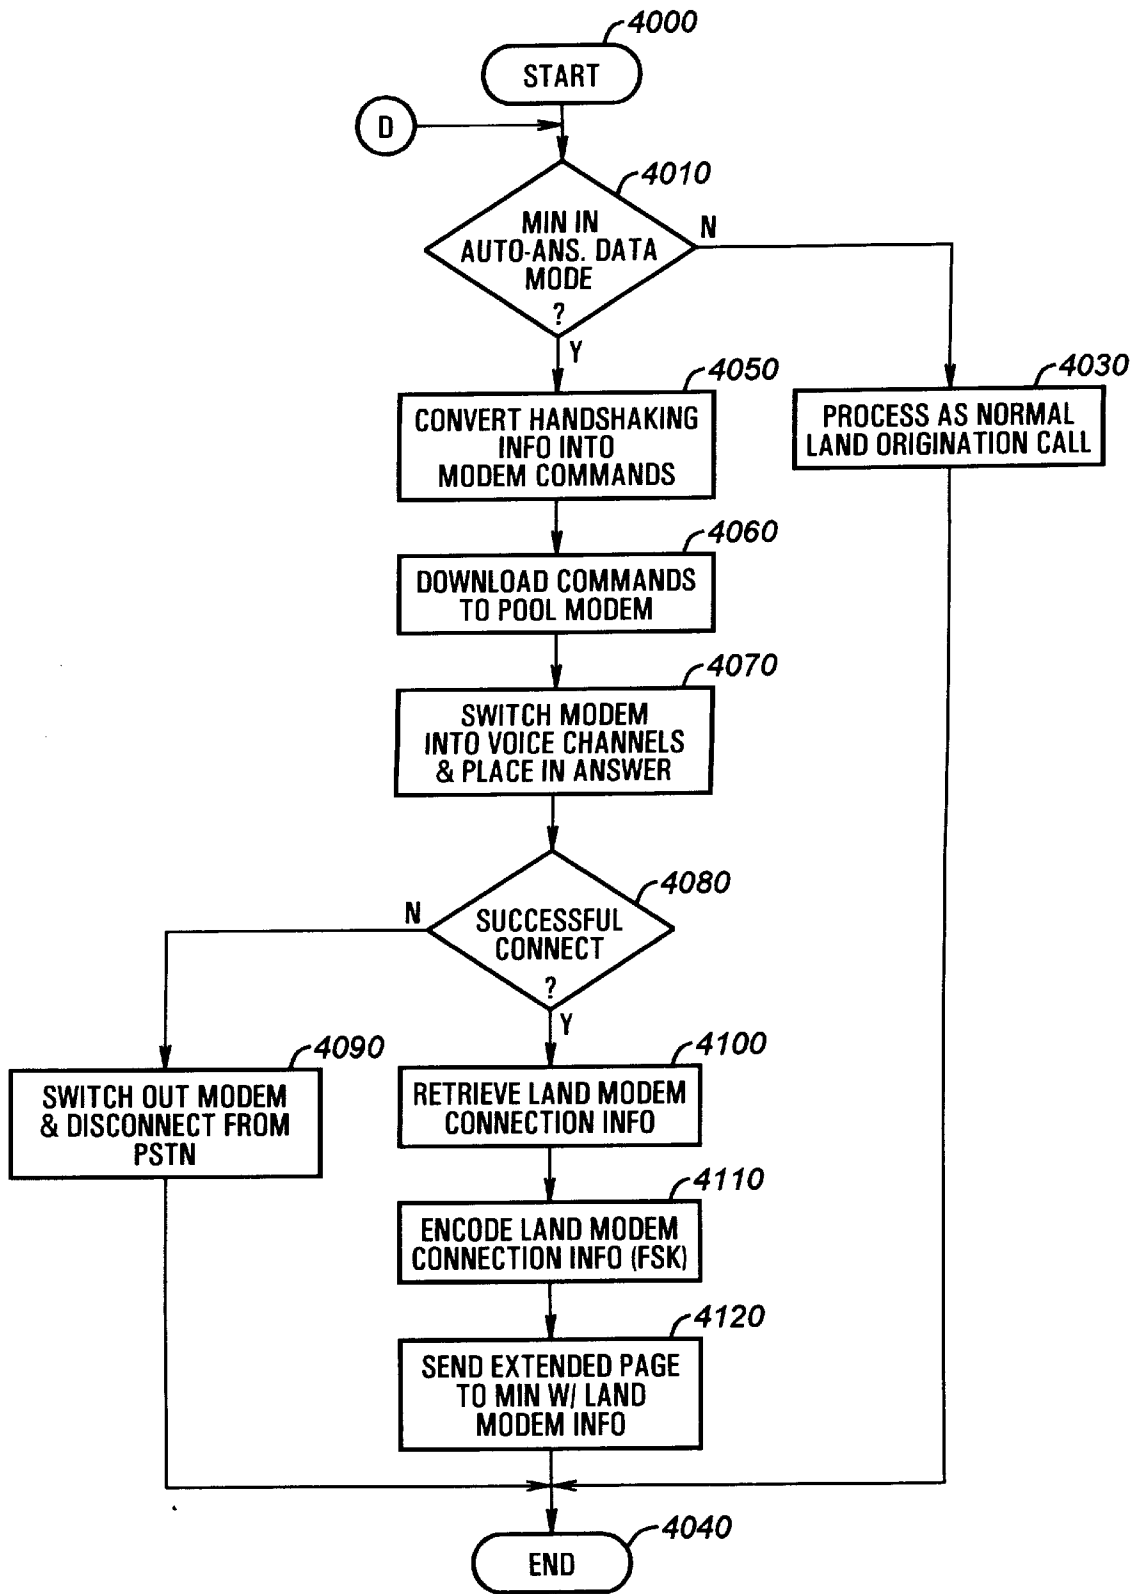 4000
START
D
4010
MIN IN
AUTO-ANS. DATA
MODE
?
N
Y
4050
CONVERT HANDSHAKING
INFO INTO
MODEM COMMANDS
4030
PROCESS AS NORMAL
LAND ORIGINATION CALL
4060
DOWNLOAD COMMANDS
TO POOL MODEM
4070
SWITCH MODEM
INTO VOICE CHANNELS
& PLACE IN ANSWER
4080
SUCCESSFUL
CONNECT
?
N
Y
4090
SWITCH OUT MODEM
& DISCONNECT FROM
PSTN
4100
RETRIEVE LAND MODEM
CONNECTION INFO
4110
ENCODE LAND MODEM
CONNECTION INFO (FSK)
4120
SEND EXTENDED PAGE
TO MIN W/ LAND
MODEM INFO
4040
END